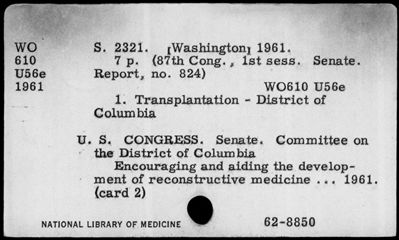 WO S. 2321. [Washington] 1961.
610 7 p. (87th Cong., 1st sess. Senate.
U56e Report, no. 824)
1961 WO610 U56e
1. Transplantation - District of
Columbia
U. S. CONGRESS. Senate. Committee on
the District of Columbia
Encouraging and aiding the develop-
ment of reconstructive medicine ... 1961.
(card 2)
NATIONAL LIBRARY OF MEDICINE 62-8850